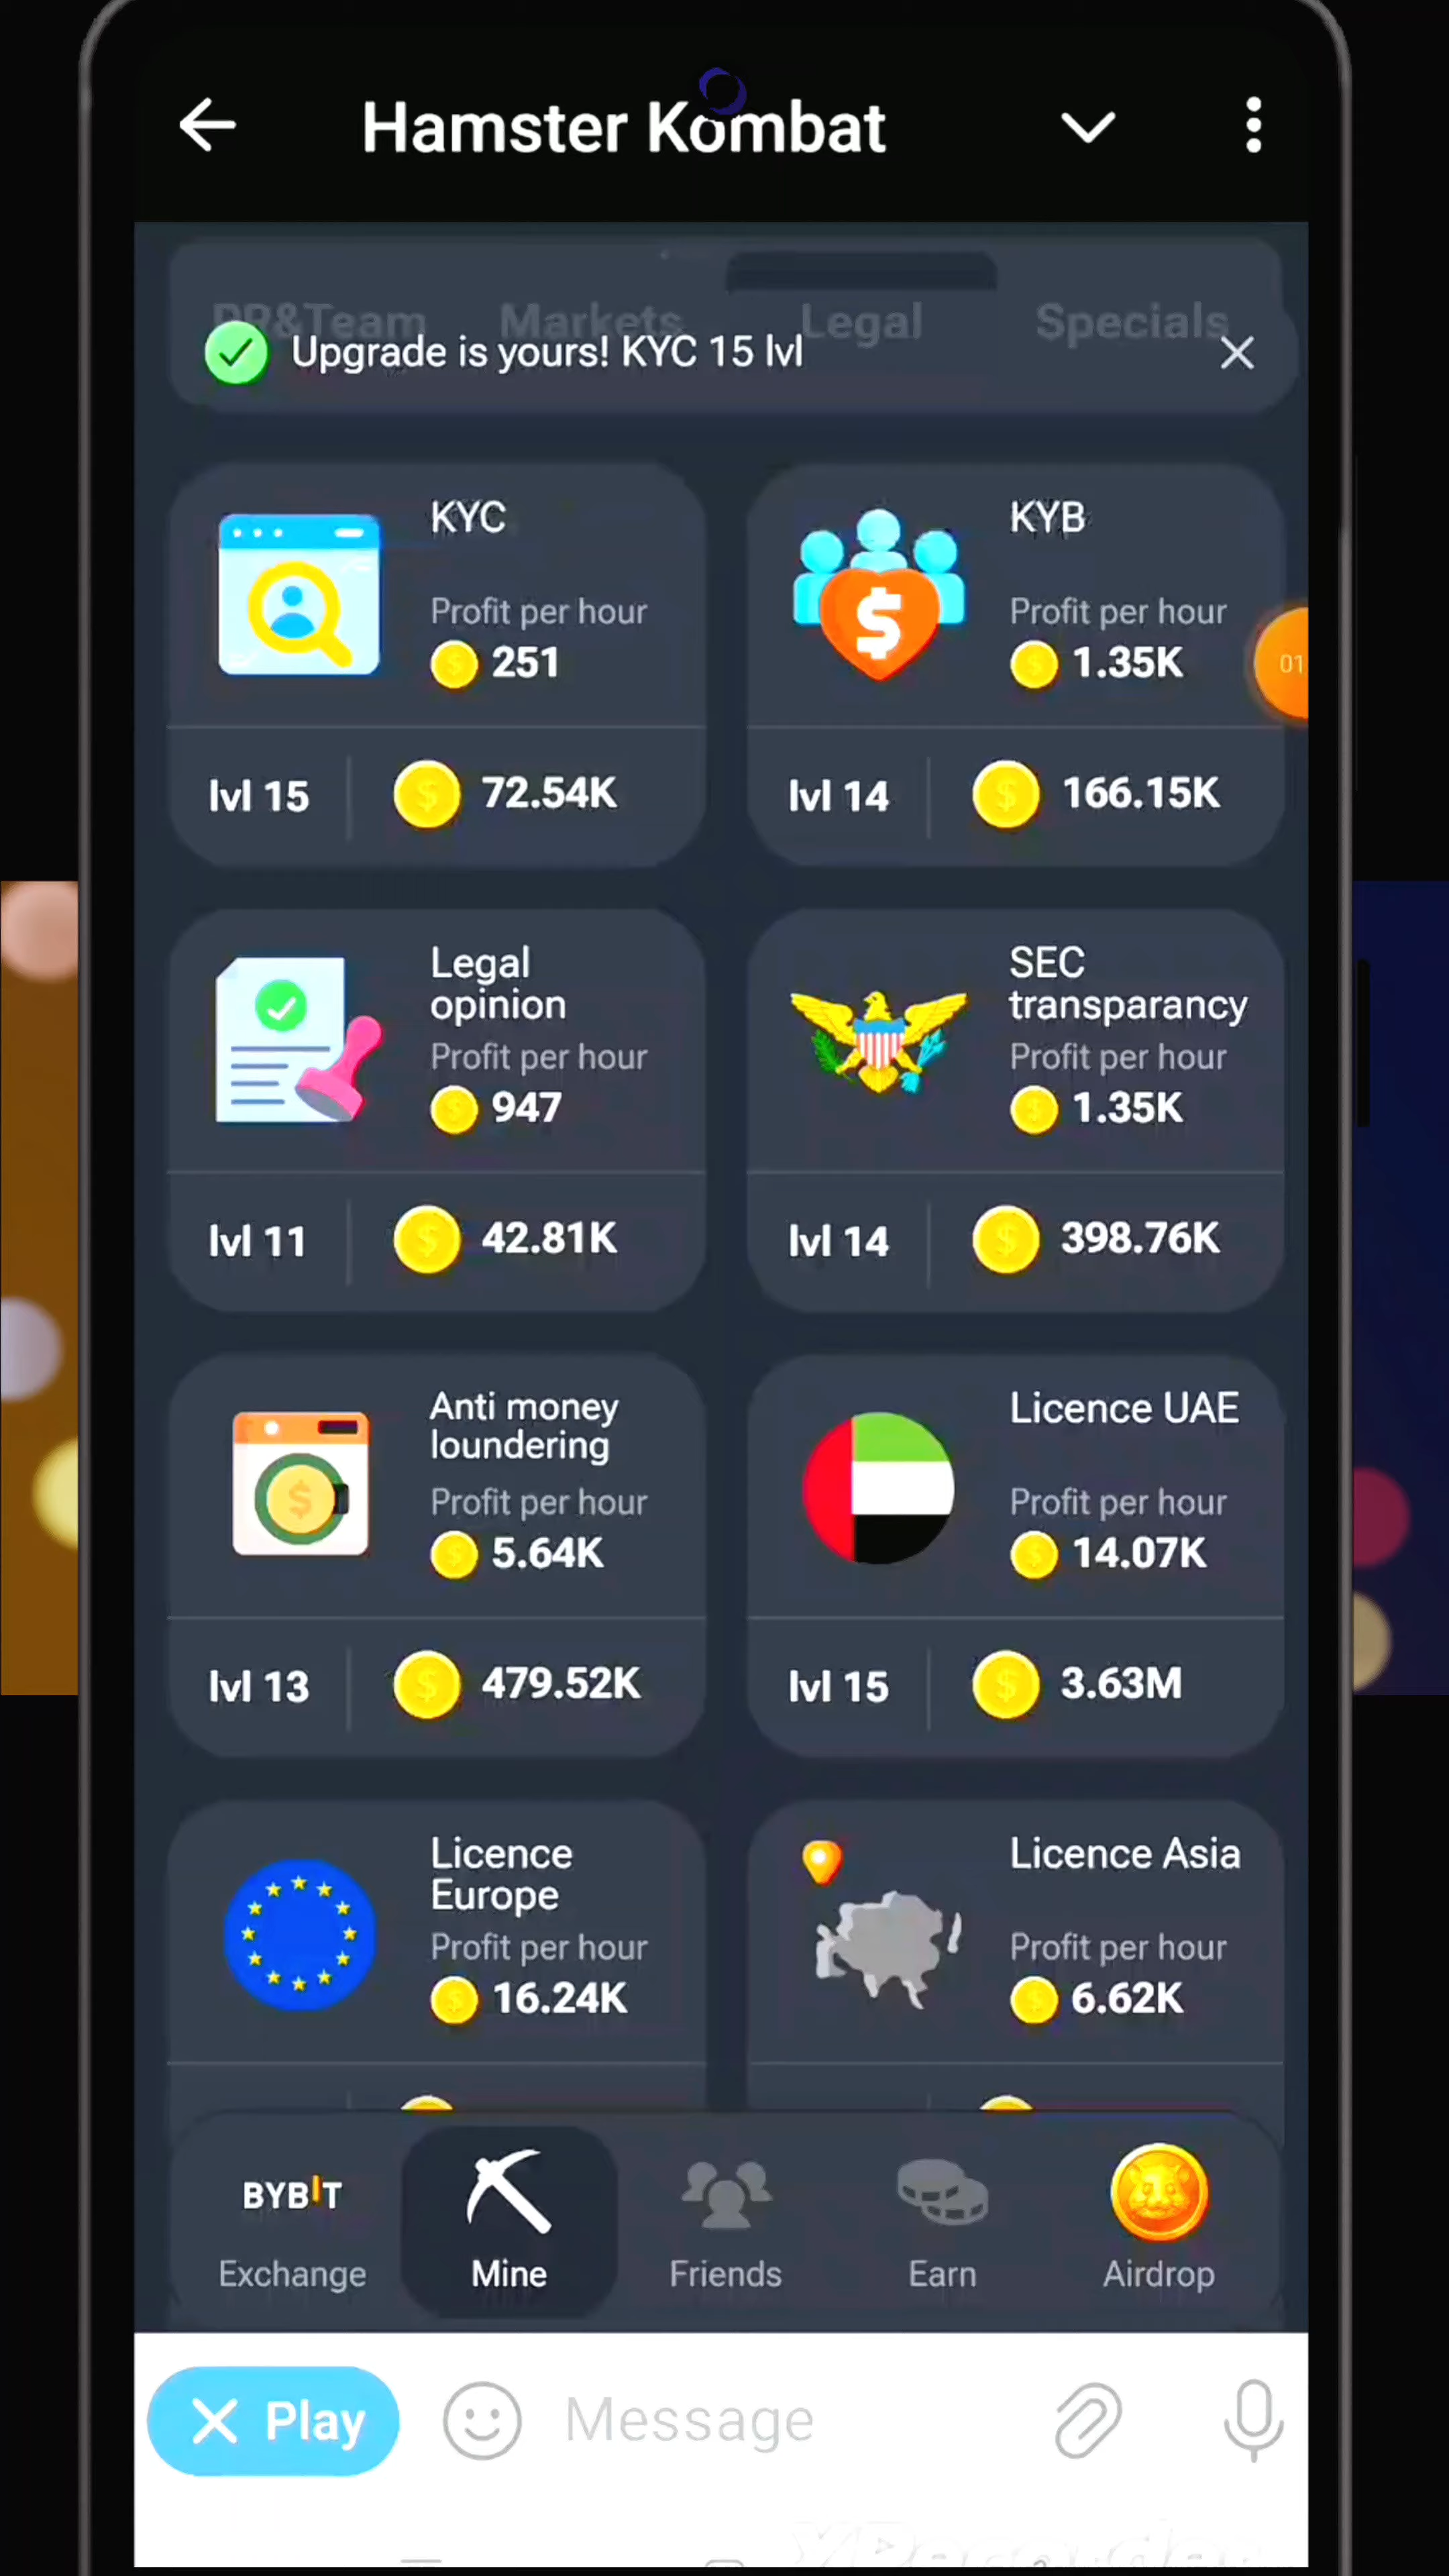 Hamster Kombat
PR&Team Markets Legal Specials
Upgrade is yours! KYC 15 lvl
KYC
Profit per hour
251
lvl 15 72.54K
KYB
Profit per hour
1.35K
lvl 14 166.15K
01
Legal
opinion
Profit per hour
947
lvl 11 42.81K
SEC
transparancy
Profit per hour
1.35K
lvl 14 398.76K
Anti money
loundering
Profit per hour
5.64K
lvl 13 479.52K
Licence UAE
Profit per hour
14.07K
lvl 15 3.63M
Licence
Europe
Profit per hour
16.24K
Licence Asia
Profit per hour
6.62K
BYBIT
Exchange Mine Friends Earn Airdrop
Play Message